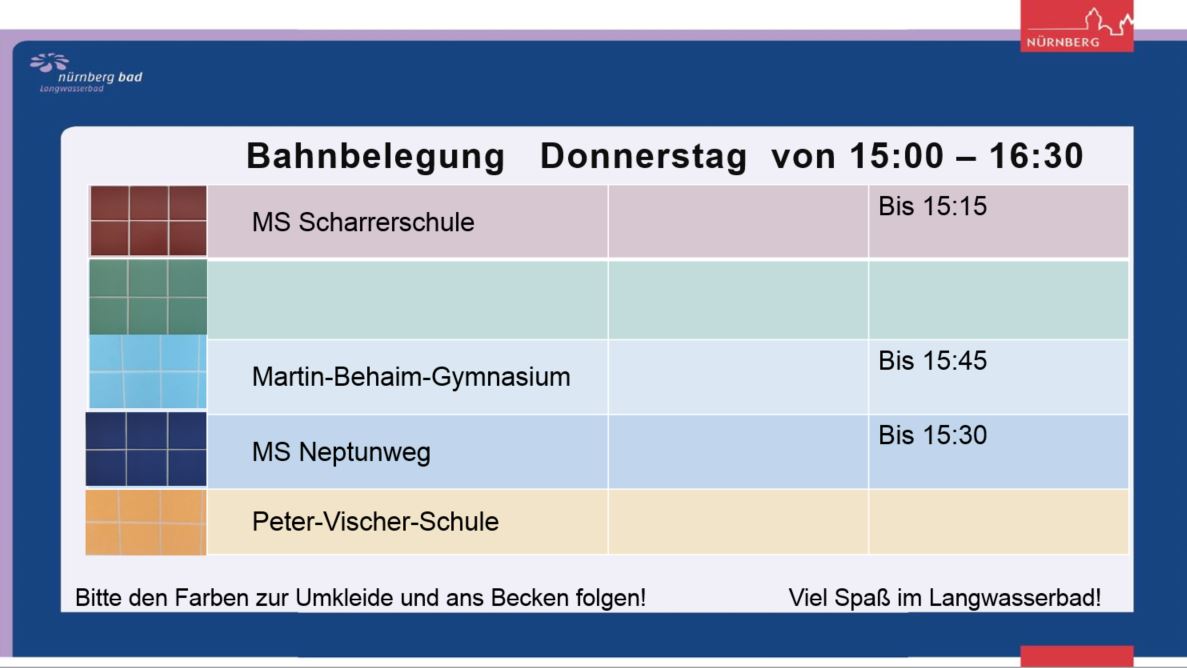 NÜRNBERG
nürnberg bad
Langwasserbad
Bahnbelegung Donnerstag von 15:00 – 16:30
MS Scharrerschule Bis 15:15
Martin-Behaim-Gymnasium Bis 15:45
MS Neptunweg Bis 15:30
Peter-Vischer-Schule
Bitte den Farben zur Umkleide und ans Becken folgen! Viel Spaß im Langwasserbad!